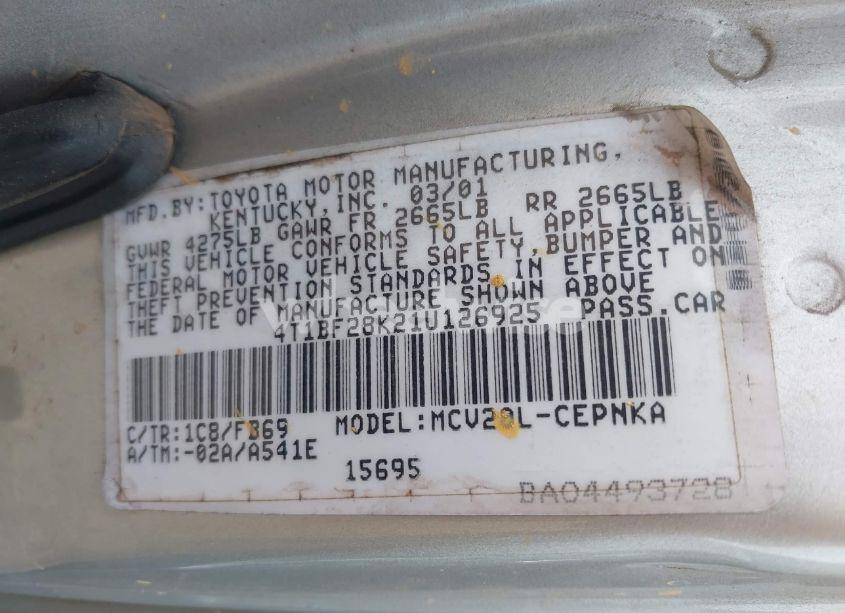 MFD.BY:TOYOTA MOTOR MANUFACTURING,
KENTUCKY,INC. 03/01
GVWR 4275LB GAWR FR 2665LB RR 2665LB
THIS VEHICLE CONFORMS TO ALL APPLICABLE
FEDERAL MOTOR VEHICLE SAFETY,BUMPER AND
THEFT PREVENTION STANDARDS IN EFFECT ON
THE DATE OF MANUFACTURE SHOWN ABOVE
4T1BF28K21U126925 PASS.CAR
C/TR:1C8/FB69 MODEL:MCV20L-CEPNKA
A/TM:-02A/A541E
15695
BA04493728